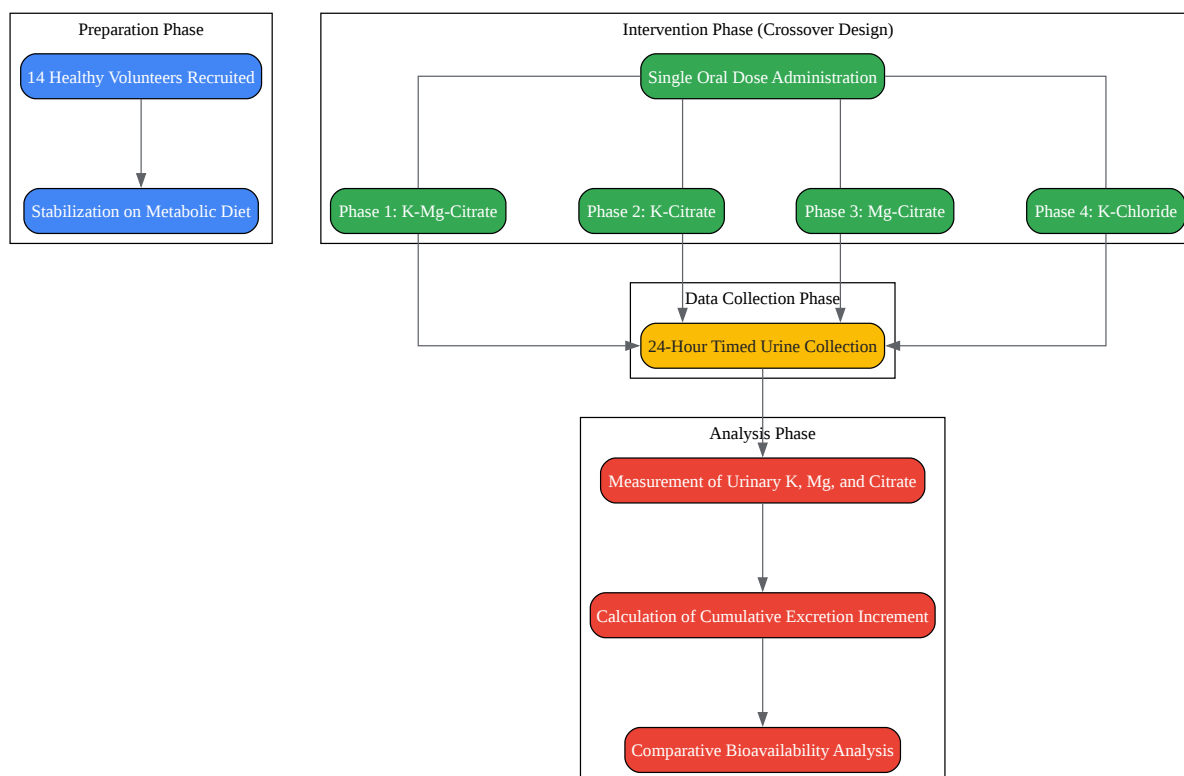 Preparation Phase
14 Healthy Volunteers Recruited
Stabilization on Metabolic Diet
Intervention Phase (Crossover Design)
Single Oral Dose Administration
Phase 1: K-Mg-Citrate
Phase 2: K-Citrate
Phase 3: Mg-Citrate
Phase 4: K-Chloride
Data Collection Phase
24-Hour Timed Urine Collection
Analysis Phase
Measurement of Urinary K, Mg, and Citrate
Calculation of Cumulative Excretion Increment
Comparative Bioavailability Analysis